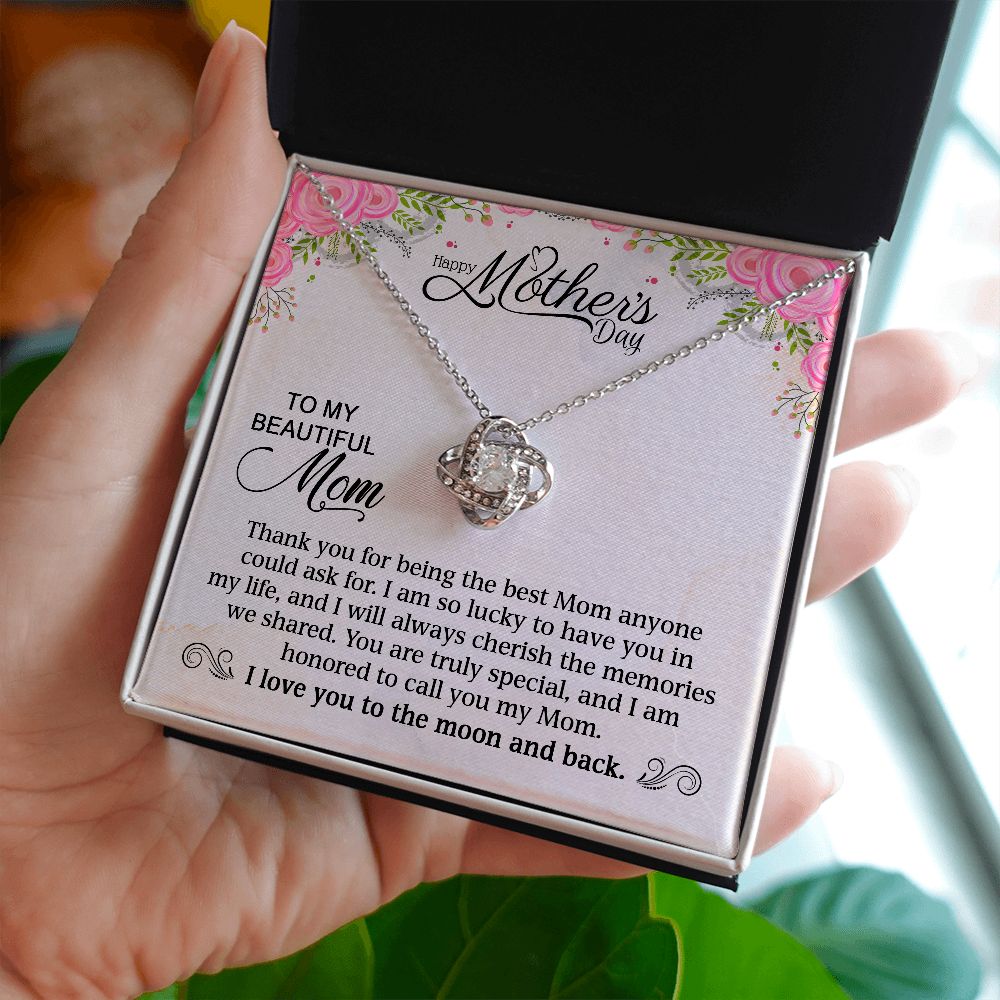 Happy
Mother's
Day
TO MY
BEAUTIFUL
Mom
Thank you for being the best Mom anyone
could ask for. I am so lucky to have you in
my life, and I will always cherish the memories
we shared. You are truly special, and I am
honored to call you my Mom.
I love you to the moon and back.